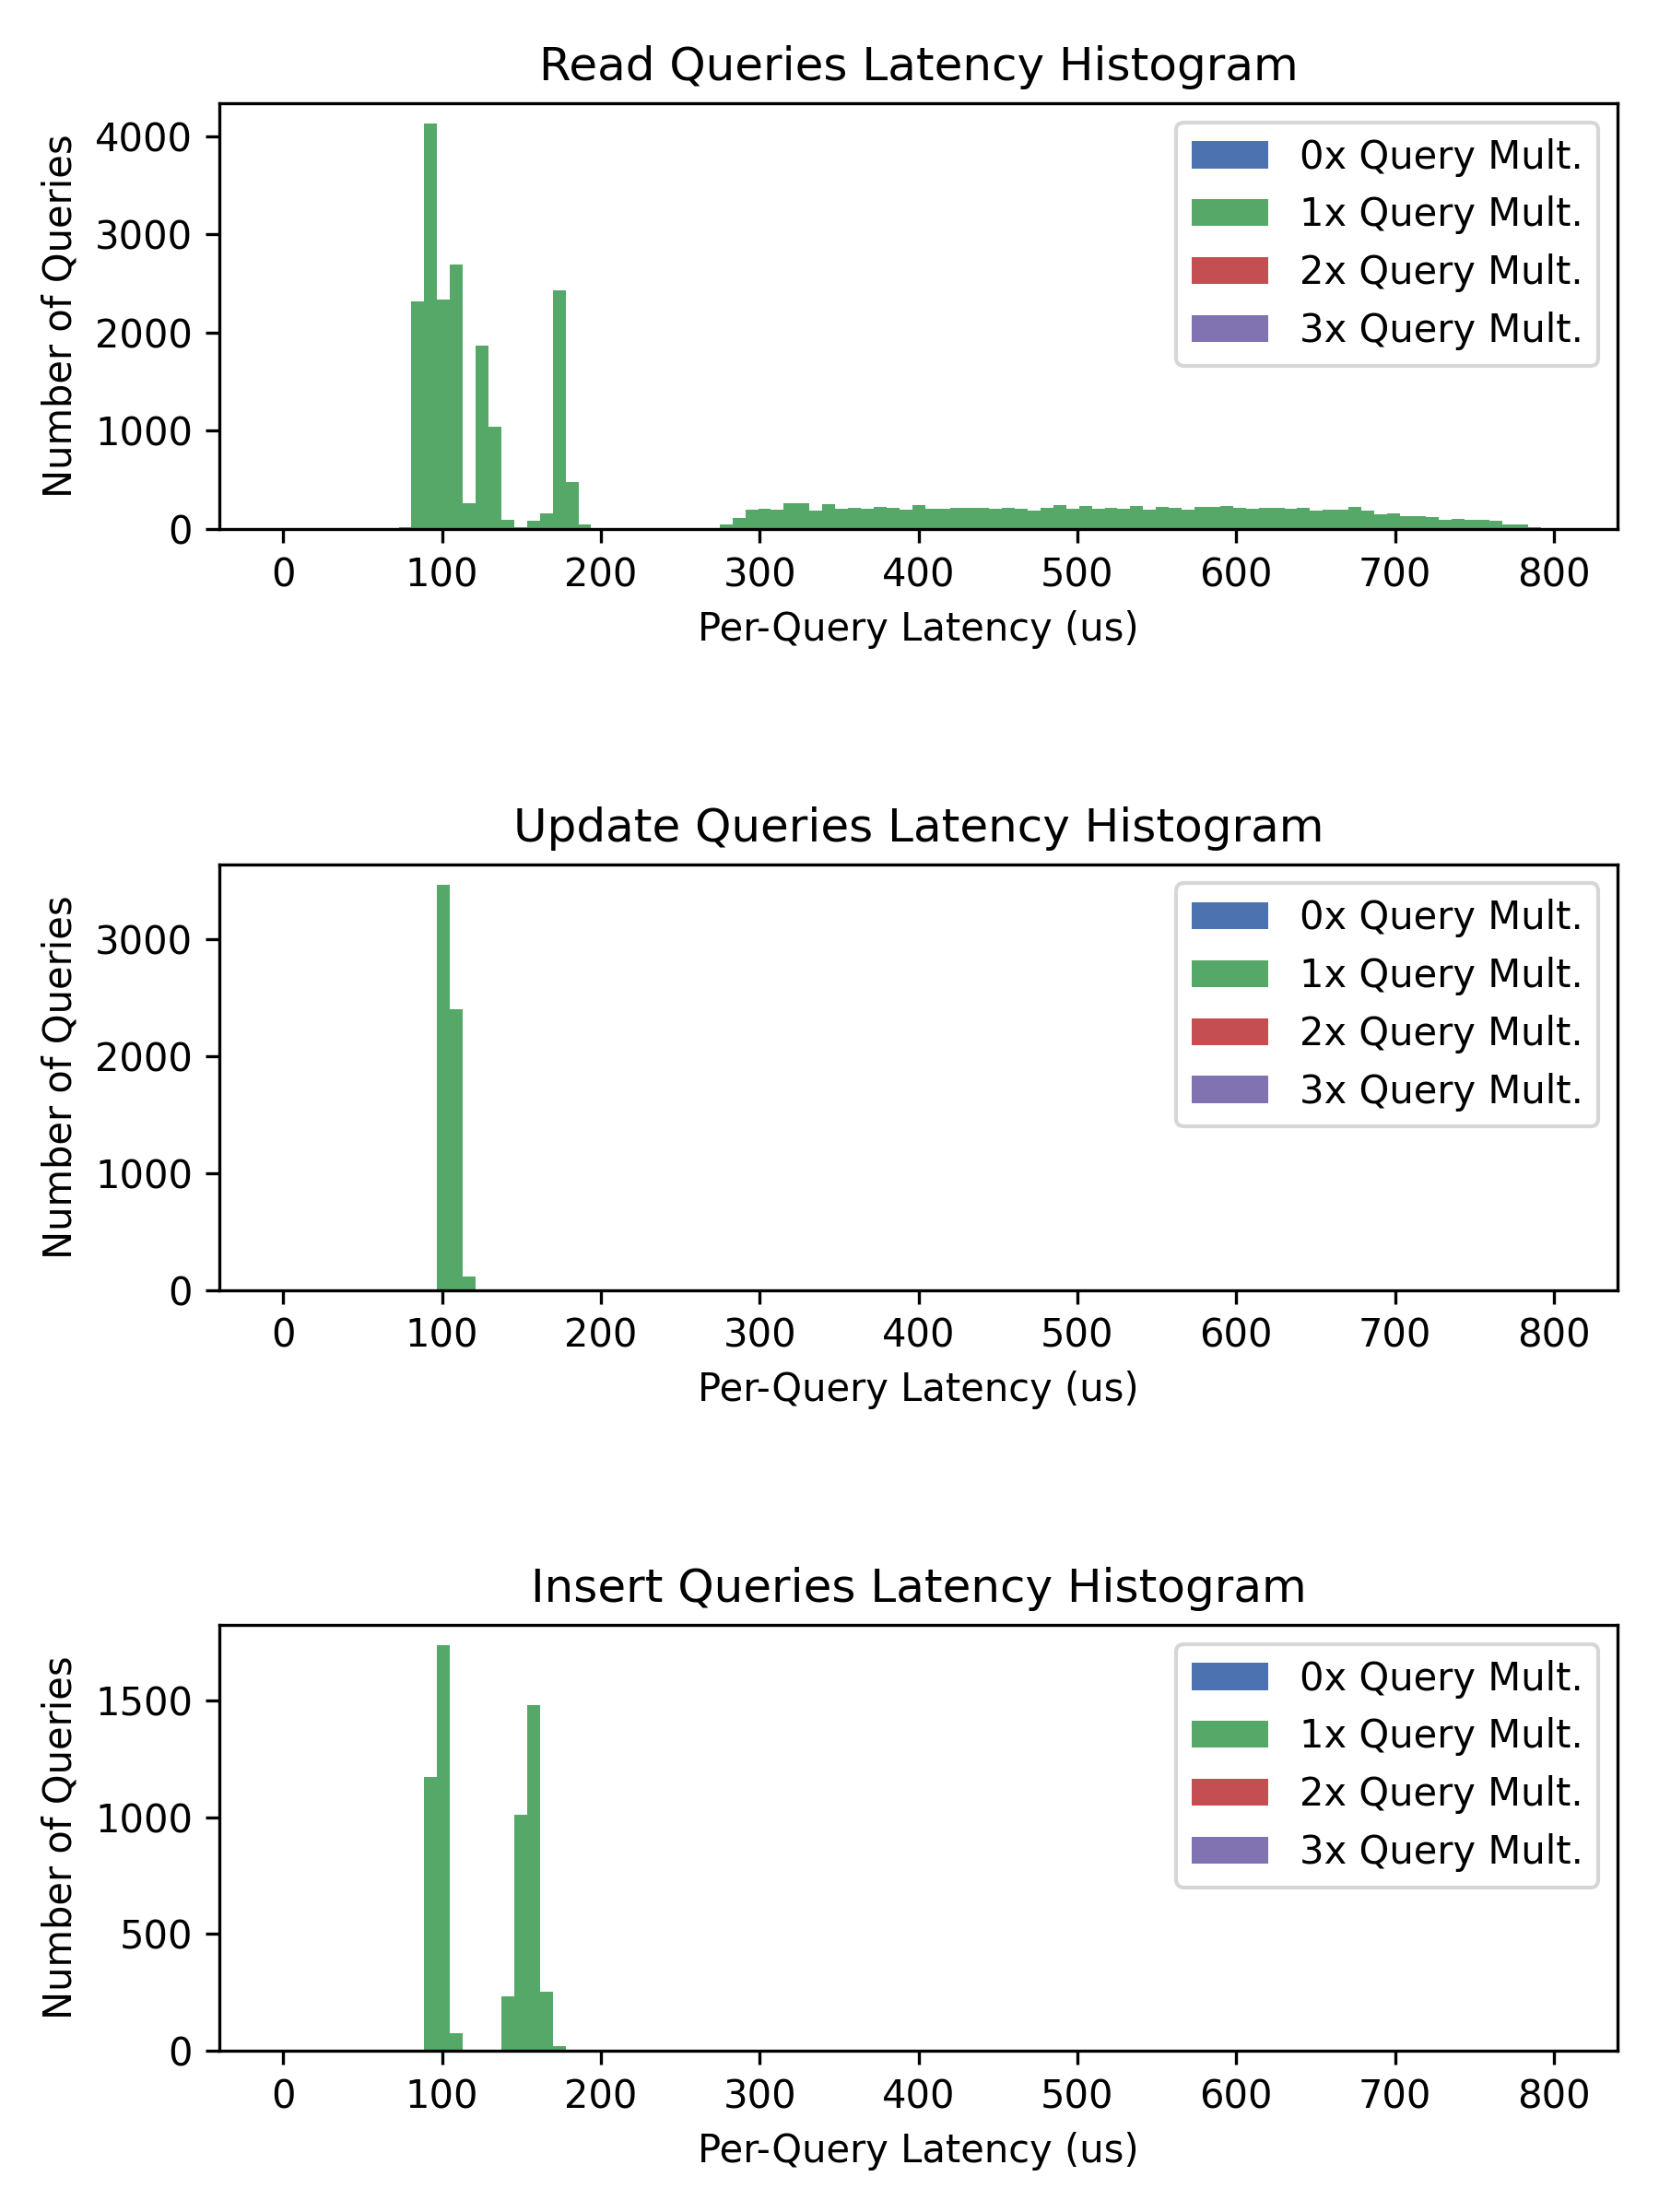 Read Queries Latency Histogram
Number of Queries
4000
3000
2000
1000
0
0x Query Mult.
1x Query Mult.
2x Query Mult.
3x Query Mult.
0 100 200 300 400 500 600 700 800
Per-Query Latency (us)
Update Queries Latency Histogram
Number of Queries
3000
2000
1000
0
0x Query Mult.
1x Query Mult.
2x Query Mult.
3x Query Mult.
0 100 200 300 400 500 600 700 800
Per-Query Latency (us)
Insert Queries Latency Histogram
Number of Queries
1500
1000
500
0
0x Query Mult.
1x Query Mult.
2x Query Mult.
3x Query Mult.
0 100 200 300 400 500 600 700 800
Per-Query Latency (us)